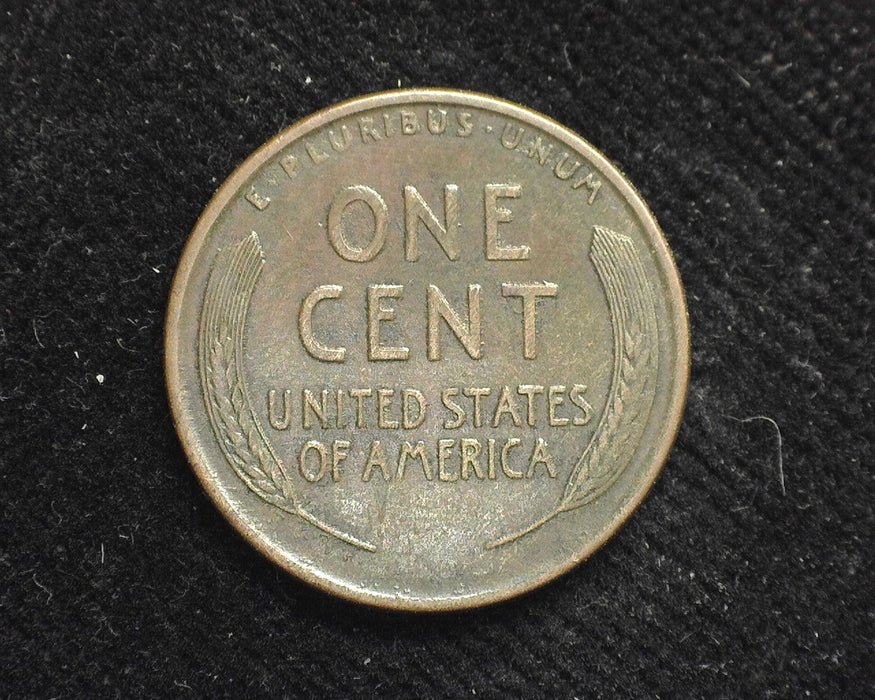 E · PLURIBUS · UNUM
ONE
CENT
UNITED STATES
OF AMERICA